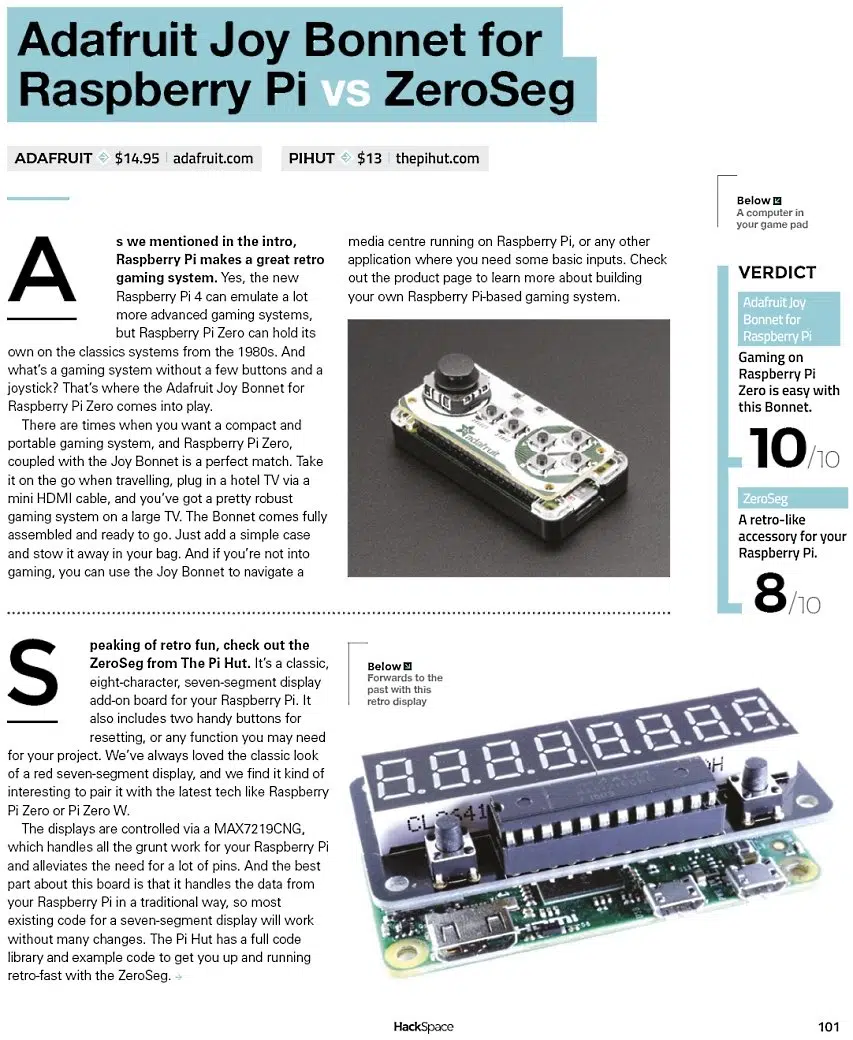 Adafruit Joy Bonnet for
Raspberry Pi vs ZeroSeg
ADAFRUIT $14.95 | adafruit.com
PIHUT $13 | thepihut.com
As we mentioned in the intro,
Raspberry Pi makes a great retro
gaming system. Yes, the new
Raspberry Pi 4 can emulate a lot
more advanced gaming systems,
but Raspberry Pi Zero can hold its
own on the classics systems from the 1980s. And
what's a gaming system without a few buttons and a
joystick? That's where the Adafruit Joy Bonnet for
Raspberry Pi Zero comes into play.
There are times when you want a compact and
portable gaming system, and Raspberry Pi Zero,
coupled with the Joy Bonnet is a perfect match. Take
it on the go when travelling, plug in a hotel TV via a
mini HDMI cable, and you've got a pretty robust
gaming system on a large TV. The Bonnet comes fully
assembled and ready to go. Just add a simple case
and stow it away in your bag. And if you're not into
gaming, you can use the Joy Bonnet to navigate a
media centre running on Raspberry Pi, or any other
application where you need some basic inputs. Check
out the product page to learn more about building
your own Raspberry Pi-based gaming system.
adafruit
Below
A computer in
your game pad
VERDICT
Adafruit Joy
Bonnet for
Raspberry Pi
Gaming on
Raspberry Pi
Zero is easy with
this Bonnet.
10/10
ZeroSeg
A retro-like
accessory for your
Raspberry Pi.
8/10
Speaking of retro fun, check out the
ZeroSeg from The Pi Hut. It's a classic,
eight-character, seven-segment display
add-on board for your Raspberry Pi. It
also includes two handy buttons for
resetting, or any function you may need
for your project. We've always loved the classic look
of a red seven-segment display, and we find it kind of
interesting to pair it with the latest tech like Raspberry
Pi Zero or Pi Zero W.
The displays are controlled via a MAX7219CNG,
which handles all the grunt work for your Raspberry Pi
and alleviates the need for a lot of pins. And the best
part about this board is that it handles the data from
your Raspberry Pi in a traditional way, so most
existing code for a seven-segment display will work
without many changes. The Pi Hut has a full code
library and example code to get you up and running
retro-fast with the ZeroSeg.
Below
Forwards to the
past with this
retro display
8.8.8.8.8.8.8.8.
HackSpace
101